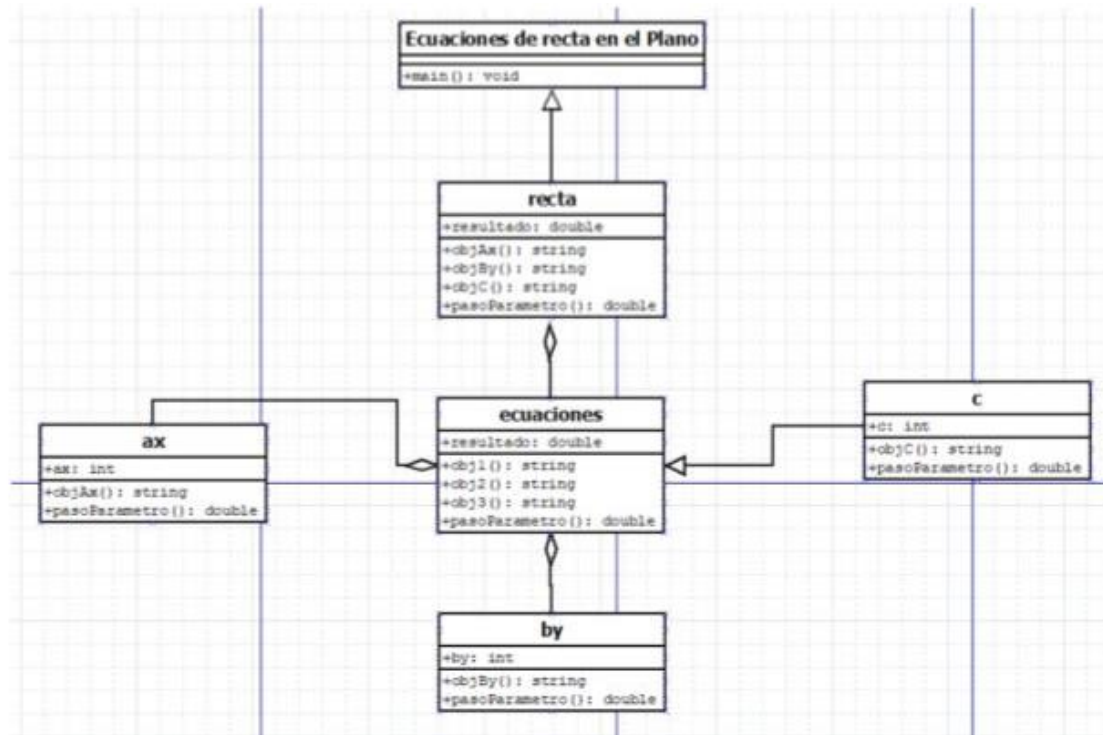 Ecuaciones de recta en el Plano
+main(): void
recta
+resultado: double
+objAx(): string
+objBy(): string
+objC(): string
+pasoParametro(): double
ecuaciones
+resultado: double
+obj1(): string
+obj2(): string
+obj3(): string
+pasoParametro(): double
c
+c: int
+objC(): string
+pasoParametro(): double
ax
+ax: int
+objAx(): string
+pasoParametro(): double
by
+by: int
+objBy(): string
+pasoParametro(): double